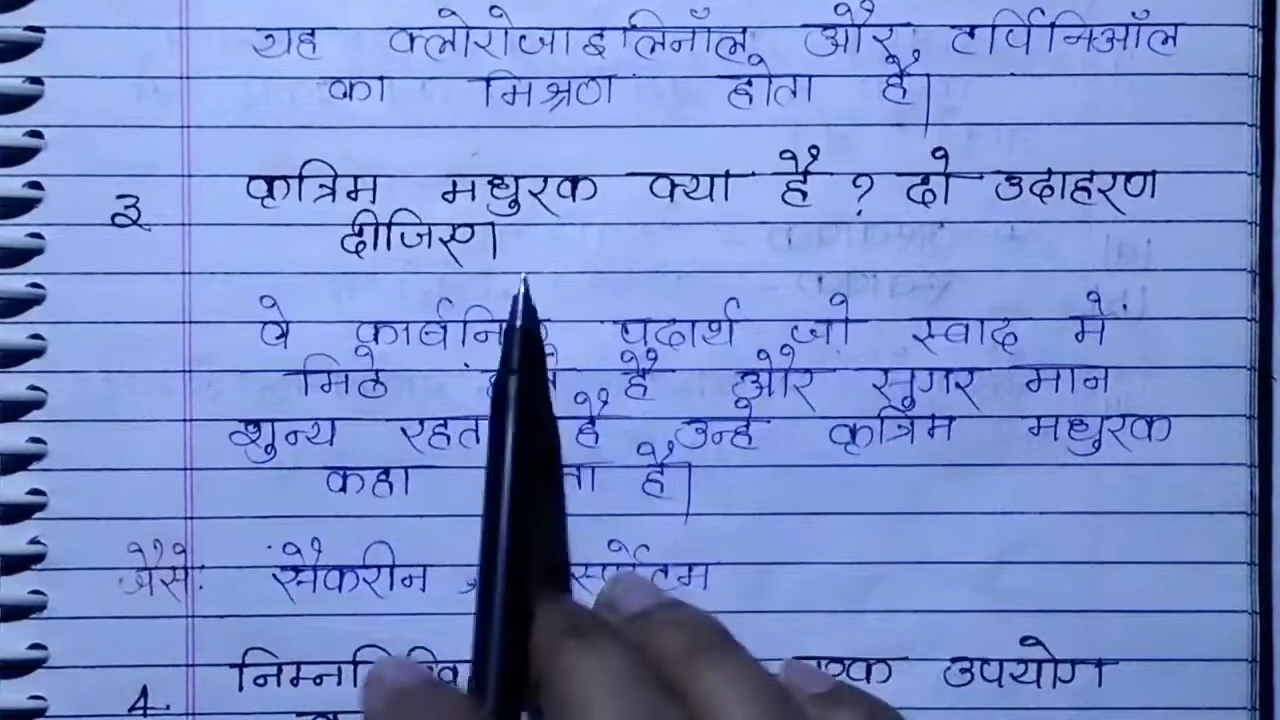 यह क्लोरोजाइलिनॉल और टर्पिनिऑल
का मिश्रण होता है।
3 कृत्रिम मधुरक क्या है ? दो उदाहरण
दीजिए।
वे पदार्थ जो स्वाद में
मिठे है और सुगर मान
शुन्य रहता है उन्हे कृत्रिम मधुरक
कहा है।
जैसे: सैकरीन ,
4. उपयोग